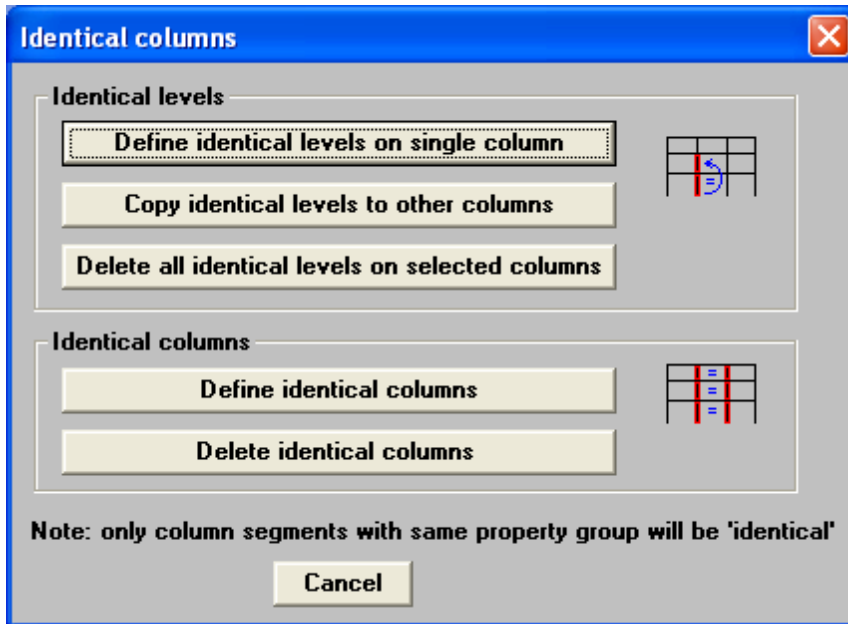 Identical columns
Identical levels
Define identical levels on single column
Copy identical levels to other columns
Delete all identical levels on selected columns
Identical columns
Define identical columns
Delete identical columns
Note: only column segments with same property group will be 'identical'
Cancel